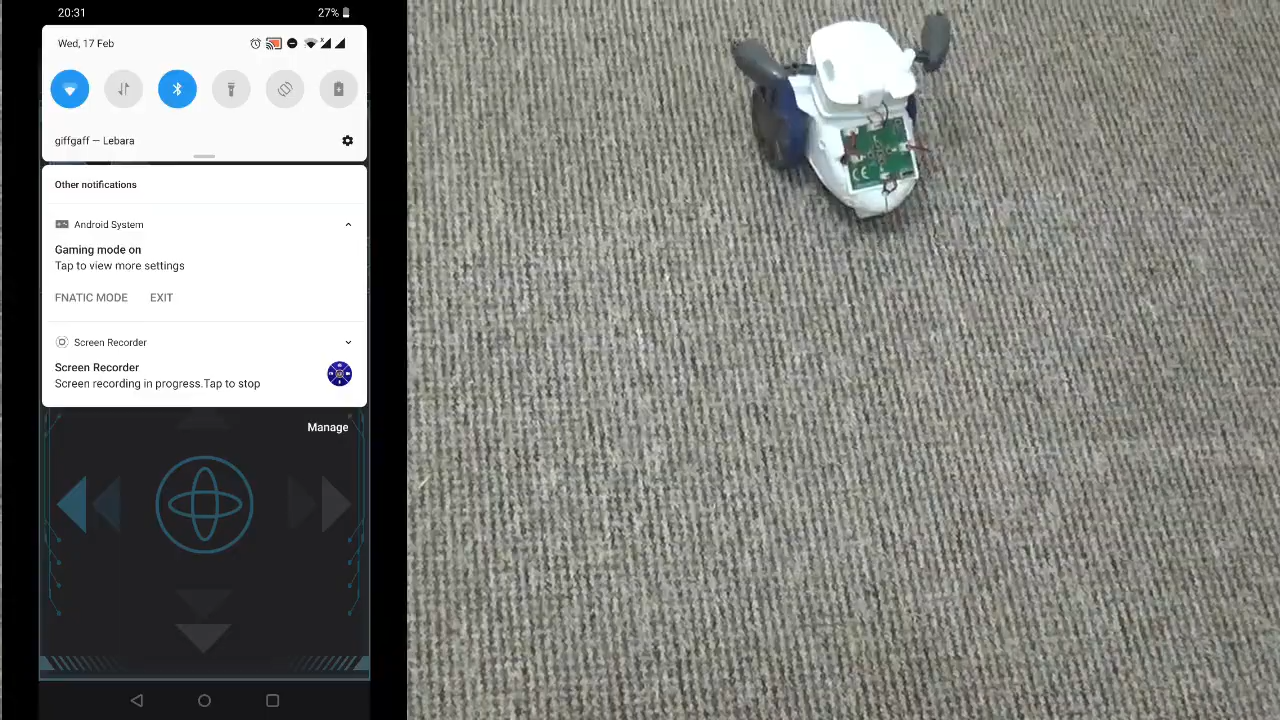 20:31
27%
Wed, 17 Feb
giffgaff — Lebara
Other notifications
Android System
Gaming mode on
Tap to view more settings
FNATIC MODE EXIT
Screen Recorder
Screen Recorder
Screen recording in progress.Tap to stop
Manage
CE